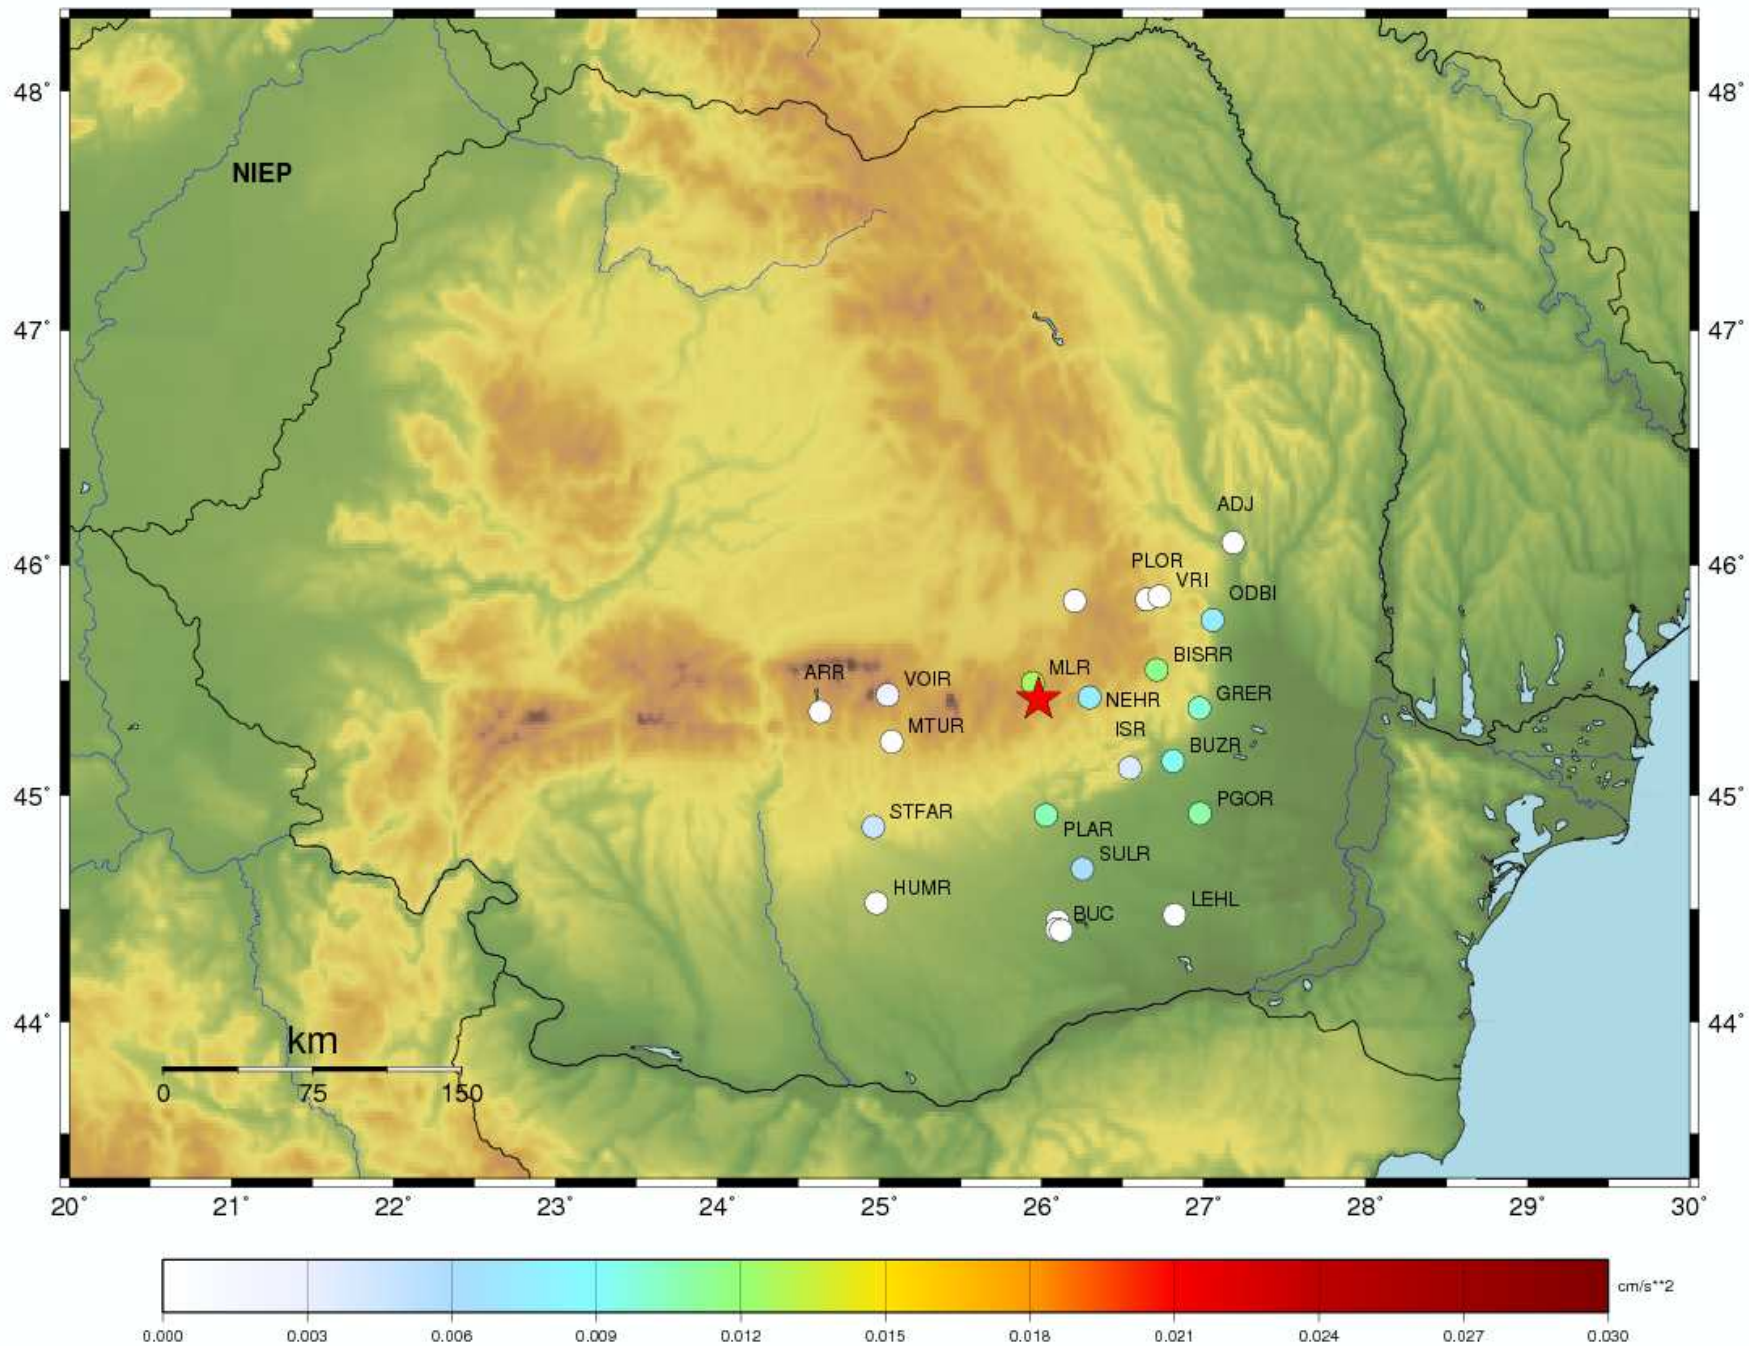 48° 48°
NIEP
47° 47°
ADJ
46° 46°
PLOR
VRI
ODBI
BISRR
MLR
ARR
VOIR
GRER
NEHR
MTUR
ISR
BUZR
45° 45°
PGOR
STFAR
PLAR
SULR
HUMR
LEHL
BUC
44° 44°
km
0 75 150
20° 21° 22° 23° 24° 25° 26° 27° 28° 29° 30°
cm/s**2
0.000 0.003 0.006 0.009 0.012 0.015 0.018 0.021 0.024 0.027 0.030